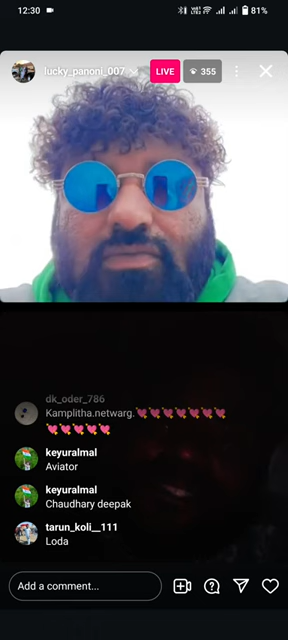 12:30
81%
lucky_panoni_007
LIVE
355
dk_oder_786
Kamplitha.netwarg.💘💘💘💘💘💘💘
💘💘💘💘💘
keyuralmal
Aviator
keyuralmal
Chaudhary deepak
tarun_koli__111
Loda
Add a comment...